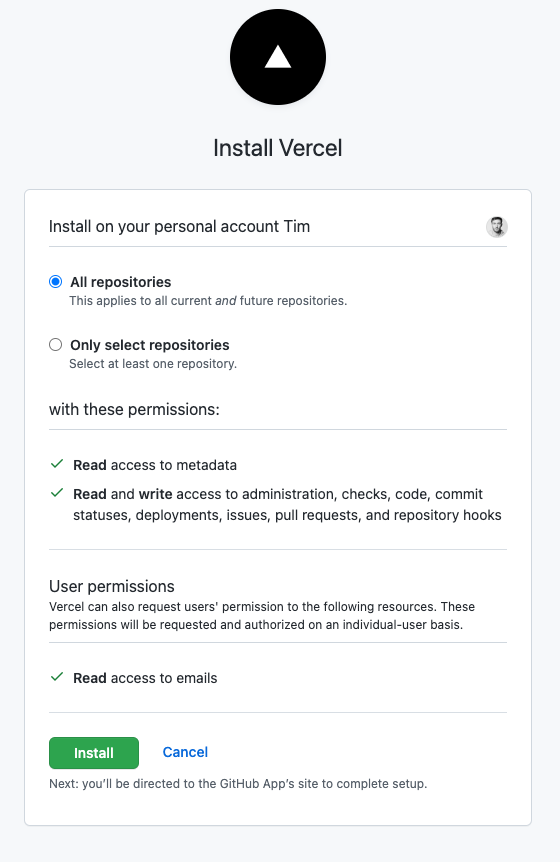 Install Vercel
Install on your personal account Tim
All repositories
This applies to all current and future repositories.
Only select repositories
Select at least one repository.
with these permissions:
Read access to metadata
Read and write access to administration, checks, code, commit
statuses, deployments, issues, pull requests, and repository hooks
User permissions
Vercel can also request users' permission to the following resources. These
permissions will be requested and authorized on an individual-user basis.
Read access to emails
Install Cancel
Next: you’ll be directed to the GitHub App’s site to complete setup.